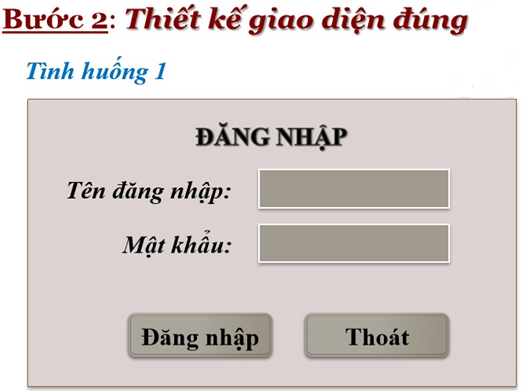 Bước 2: Thiết kế giao diện đúng
Tình huống 1
ĐĂNG NHẬP
Tên đăng nhập:
Mật khẩu:
Đăng nhập Thoát